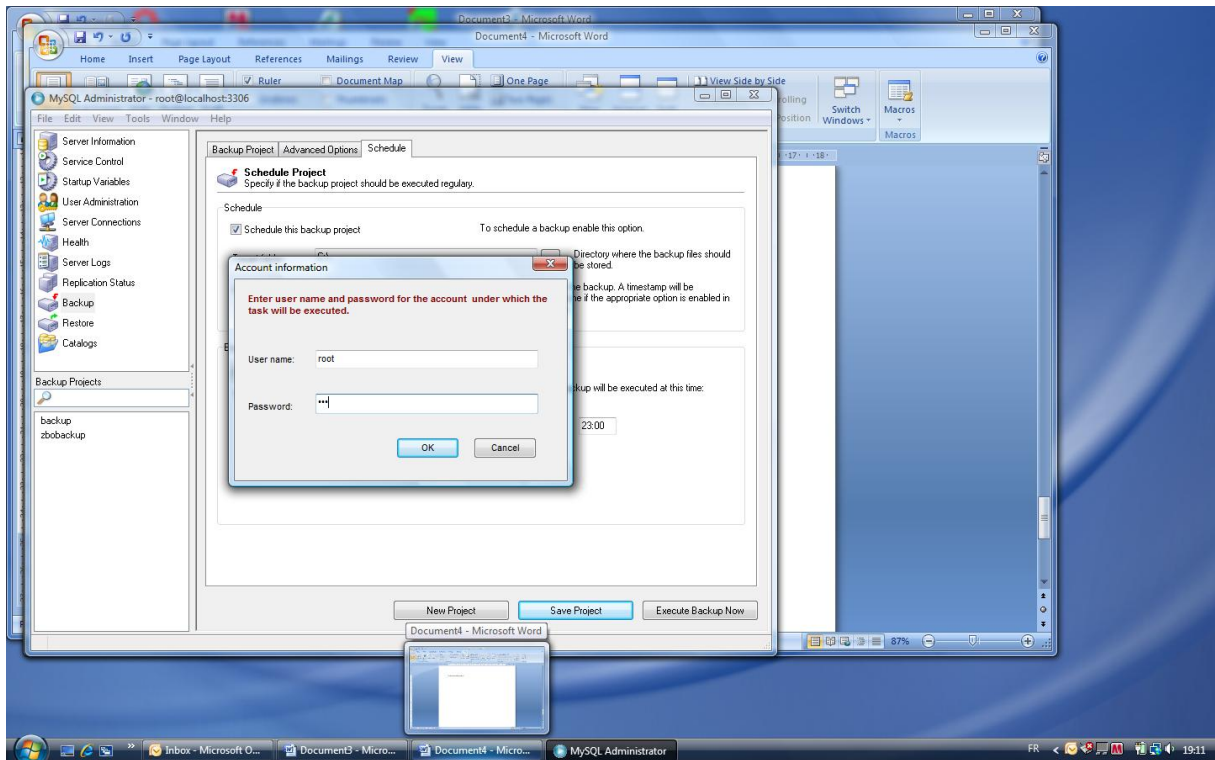 Document3 - Microsoft Word
Document4 - Microsoft Word
Home Insert Page Layout References Mailings Review View
Ruler Document Map One Page View Side by Side
Switch Windows
Macros
Macros
MySQL Administrator - root@localhost:3306
File Edit View Tools Window Help
Server Information
Service Control
Startup Variables
User Administration
Server Connections
Health
Server Logs
Replication Status
Backup
Restore
Catalogs
Backup Projects
backup
zbobackup
Backup Project Advanced Options Schedule
Schedule Project
Specify if the backup project should be executed regulary.
Schedule
Schedule this backup project To schedule a backup enable this option.
Directory where the backup files should
be stored.
e backup. A timestamp will be
e if the appropriate option is enabled in
kup will be executed at this time:
23:00
Account information
Enter user name and password for the account under which the
task will be executed.
User name: root
Password: •••
OK Cancel
New Project Save Project Execute Backup Now
Document4 - Microsoft Word
17 18
87%
Inbox - Microsoft O... Document3 - Micro... Document4 - Micro... MySQL Administrator
FR 19:11